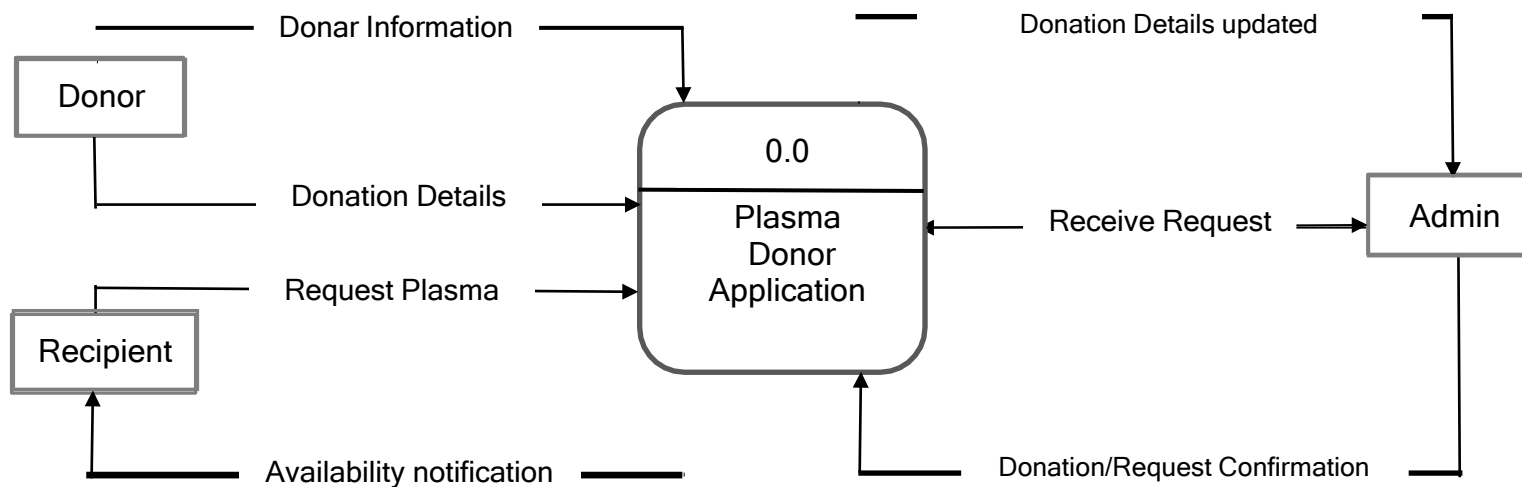 Donar Information
Donation Details updated
Donor
0.0
Donation Details
Plasma
Donor
Application
Receive Request
Admin
Request Plasma
Recipient
Availability notification
Donation/Request Confirmation